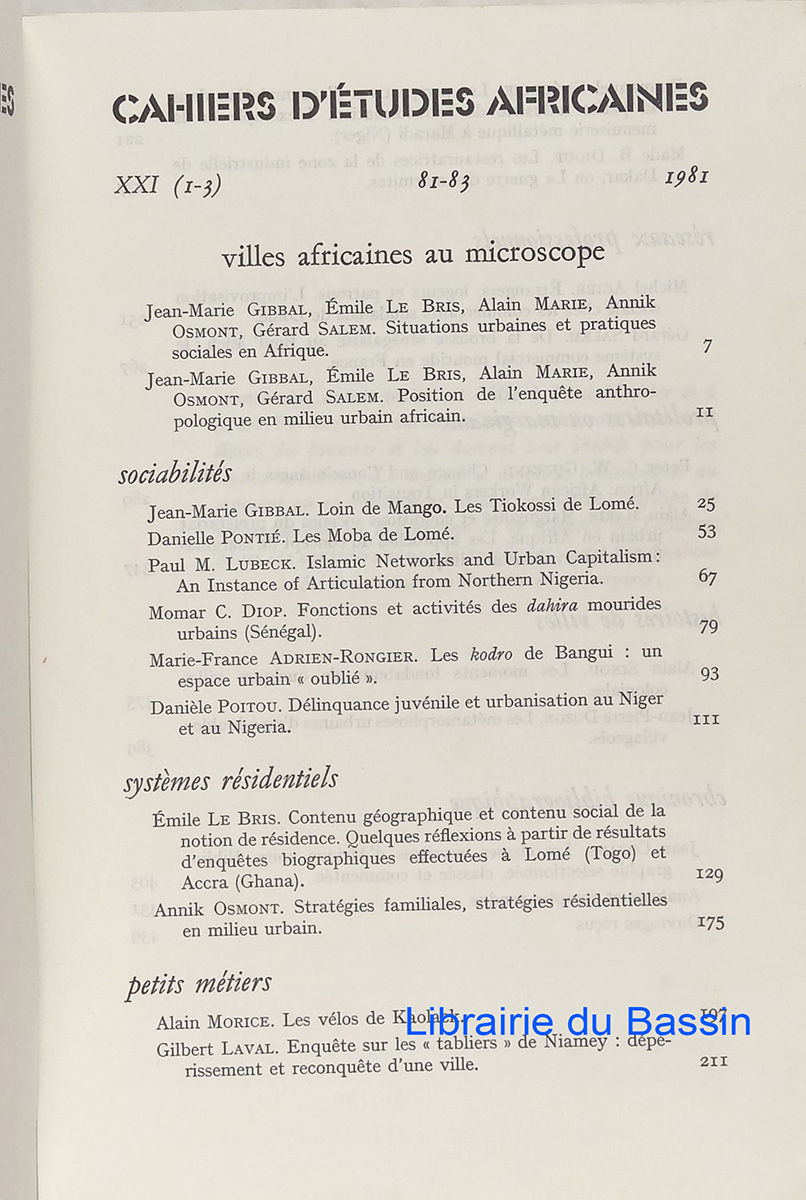 CAHIERS D'ÉTUDES AFRICAINES
XXI (1-3) 81-83 1981
villes africaines au microscope
Jean-Marie GIBBAL, Émile LE BRIS, Alain MARIE, Annik
OSMONT, Gérard SALEM. Situations urbaines et pratiques
sociales en Afrique. 7
Jean-Marie GIBBAL, Émile LE BRIS, Alain MARIE, Annik
OSMONT, Gérard SALEM. Position de l'enquête anthro-
pologique en milieu urbain africain. 11
sociabilités
Jean-Marie GIBBAL. Loin de Mango. Les Tiokossi de Lomé. 25
Danielle PONTIÉ. Les Moba de Lomé. 53
Paul M. LUBECK. Islamic Networks and Urban Capitalism:
An Instance of Articulation from Northern Nigeria. 67
Momar C. DIOP. Fonctions et activités des dahira mourides
urbains (Sénégal). 79
Marie-France ADRIEN-RONGIER. Les kodro de Bangui : un
espace urbain « oublié ». 93
Danièle POITOU. Délinquance juvénile et urbanisation au Niger
et au Nigeria. 111
systèmes résidentiels
Émile LE BRIS. Contenu géographique et contenu social de la
notion de résidence. Quelques réflexions à partir de résultats
d'enquêtes biographiques effectuées à Lomé (Togo) et
Accra (Ghana). 129
Annik OSMONT. Stratégies familiales, stratégies résidentielles
en milieu urbain. 175
petits métiers
Alain MORICE. Les vélos de Kaolack. 197
Librairie du Bassin
Gilbert LAVAL. Enquête sur les « tabliers » de Niamey : dépé-
rissement et reconquête d'une ville. 211